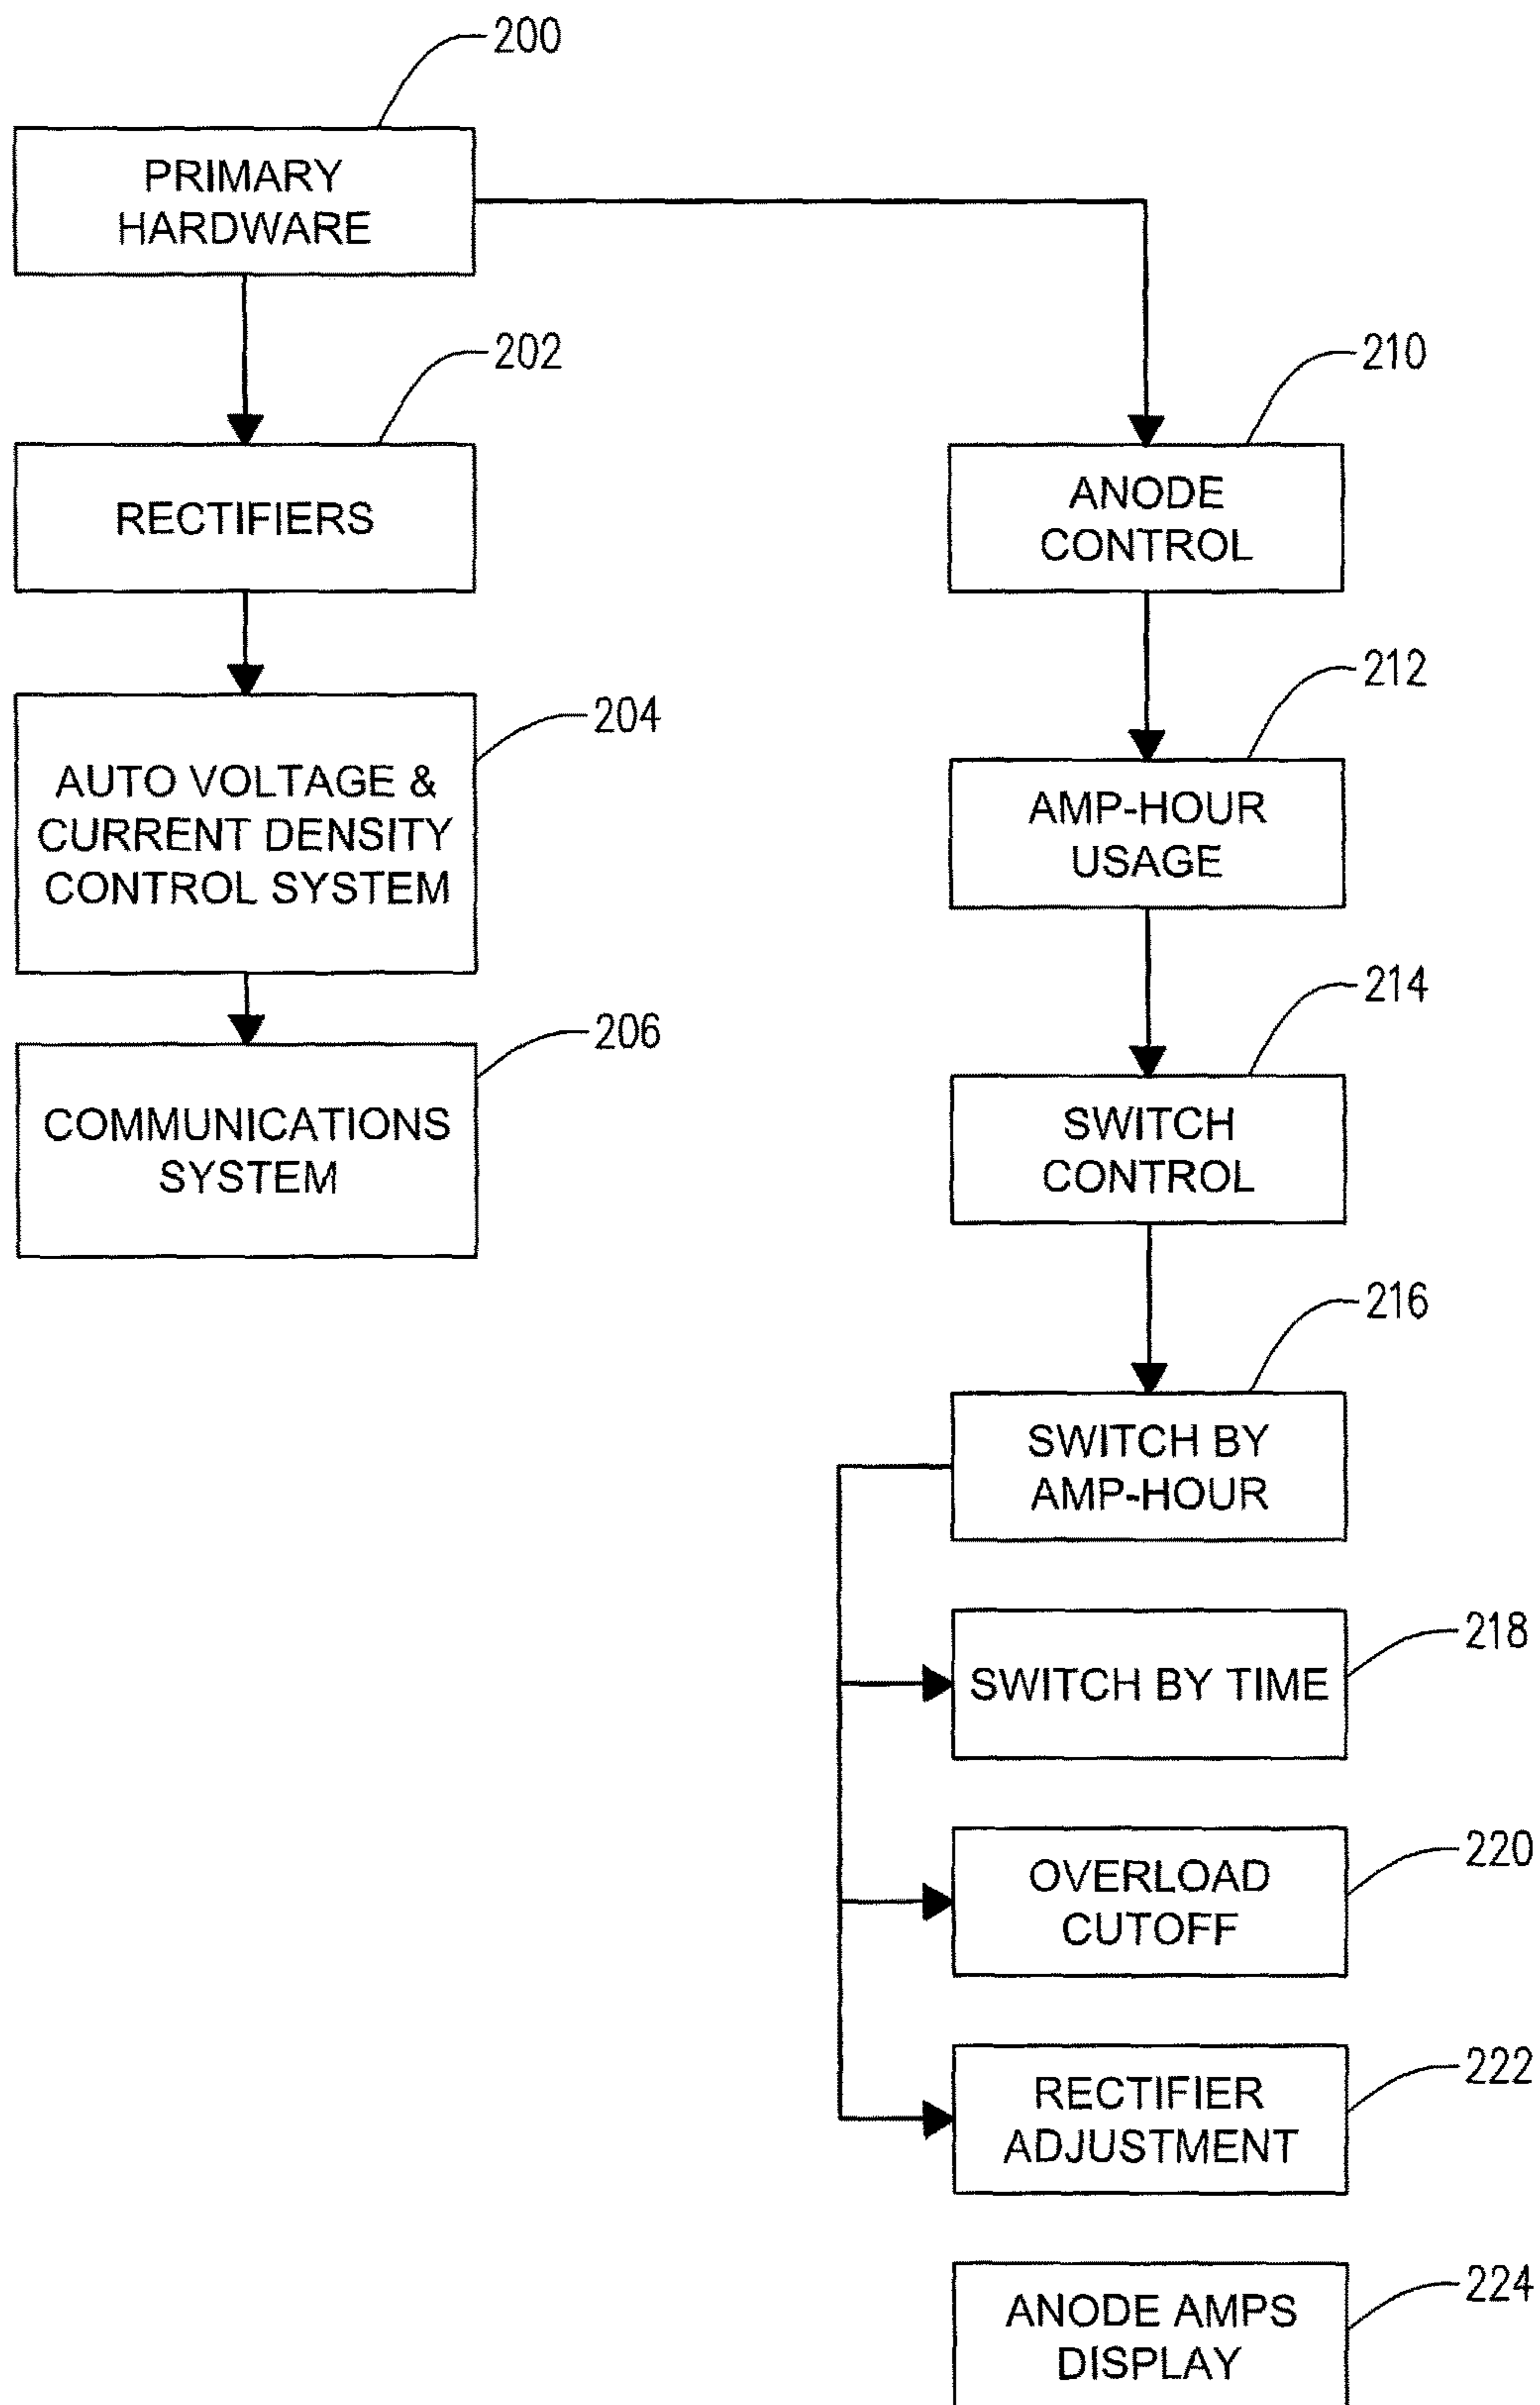 200
PRIMARY
HARDWARE
202
RECTIFIERS
204
AUTO VOLTAGE &
CURRENT DENSITY
CONTROL SYSTEM
206
COMMUNICATIONS
SYSTEM
210
ANODE
CONTROL
212
AMP-HOUR
USAGE
214
SWITCH
CONTROL
216
SWITCH BY
AMP-HOUR
218
SWITCH BY TIME
220
OVERLOAD
CUTOFF
222
RECTIFIER
ADJUSTMENT
224
ANODE AMPS
DISPLAY